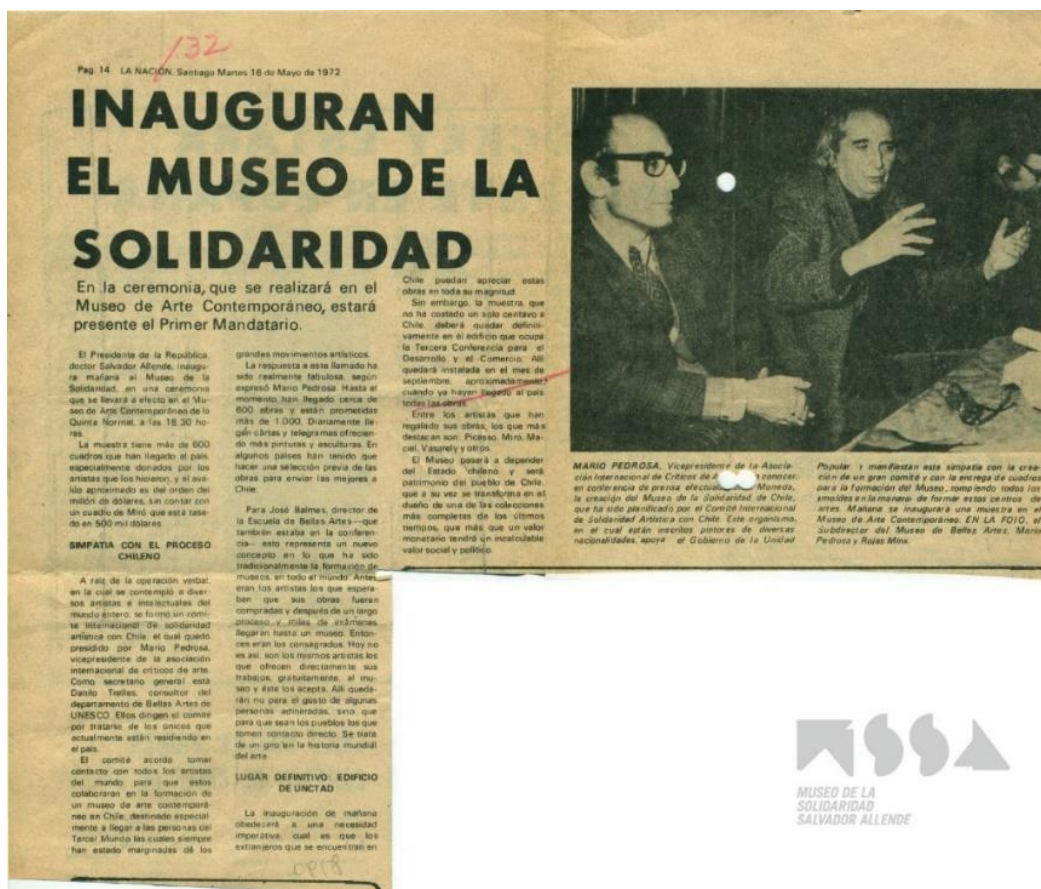 132
Pag. 14 LA NACION, Santiago Martes 16 de Mayo de 1972
INAUGURAN
EL MUSEO DE LA
SOLIDARIDAD
En la ceremonia, que se realizará en el
Museo de Arte Contemporáneo, estará
presente el Primer Mandatario.
El Presidente de la República,
doctor Salvador Allende, inaugu-
ra mañana el Museo de la
Solidaridad, en una ceremonia
que se llevará a efecto en el Mu-
seo de Arte Contemporáneo de la
Quinta Normal, a las 18.30 ho-
ras.
La muestra tiene más de 600
cuadros que han llegado al país,
especialmente donados por los
artistas que los hicieron, y el ava-
lúo aproximado es del orden del
millón de dólares, sin contar con
un cuadro de Miró que está tasa-
do en 500 mil dólares.
SIMPATIA CON EL PROCESO
CHILENO
A raíz de la operación verbal,
en la cual se contempló a diver-
sos artistas e intelectuales del
mundo entero, se formó un comi-
té internacional de solidaridad
artística con Chile, el cual quedó
presidido por Mario Pedrosa,
vicepresidente de la asociación
internacional de críticos de arte.
Como secretario general está
Danilo Trelles, consultor del
departamento de Bellas Artes de
UNESCO. Ellos dirigen el comité
por tratarse de los únicos que
actualmente están residiendo en
el país.
El comité acordó tomar
contacto con todos los artistas
del mundo para que estos
colaboraran en la formación de
un museo de arte contemporá-
neo en Chile, destinado especial-
mente a llegar a las personas del
Tercer Mundo las cuales siempre
han estado marginadas de los
grandes movimientos artísticos.
La respuesta a este llamado ha
sido realmente fabulosa, según
expresó Mario Pedrosa. Hasta el
momento han llegado cerca de
600 obras y están prometidas
más de 1.000. Diariamente lle-
gan cartas y telegramas ofrecien-
do más pinturas y esculturas. En
algunos países han tenido que
hacer una selección previa de las
obras para enviar las mejores a
Chile.
Para José Balmes, director de
la Escuela de Bellas Artes—que
también estaba en la conferen-
cia— esto representa un nuevo
concepto en lo que ha sido
tradicionalmente la formación de
museos, en todo el mundo. Antes
eran los artistas los que espera-
ban que sus obras fueran
compradas y después de un largo
proceso y miles de exámenes
llegaran hasta un museo. Enton-
ces eran los consagrados. Hoy no
es así, son los mismos artistas los
que ofrecen directamente sus
trabajos, gratuitamente, al mu-
seo y éste los acepta. Allí queda-
rán no para el gusto de algunas
personas adineradas, sino que
para que sean los pueblos los que
tomen contacto directo. Se trata
de un giro en la historia mundial
del arte.
LUGAR DEFINITIVO: EDIFICIO
DE UNCTAD
La inauguración de mañana
obedecerá a una necesidad
imperativa, cual es que los
extranjeros que se encuentran en
Chile puedan apreciar estas
obras en toda su magnitud.
Sin embargo, la muestra, que
no ha costado un solo centavo a
Chile, deberá quedar definiti-
vamente en el edificio que ocupa
la Tercera Conferencia para el
Desarrollo y el Comercio. Allí
quedará instalada en el mes de
septiembre, aproximadamente,
cuando ya hayan llegado al país
todas las obras.
Entre los artistas que han
regalado sus obras, los que más
destacan son: Picasso, Miró, Ma-
ciel, Vasarely y otros.
El Museo pasará a depender
del Estado chileno y será
patrimonio del pueblo de Chile,
que a su vez se transforma en el
dueño de una de las colecciones
más completas de los últimos
tiempos, que más que un valor
monetario tendrá un incalculable
valor social y político.
MARIO PEDROSA, Vicepresidente de la Asocia-
ción Internacional de Críticos de A conocer,
en conferencia de prensa efectuada Moneda,
la creación del Museo de la Solidaridad de Chile,
que ha sido planificado por el Comité Internacional
de Solidaridad Artística con Chile. Este organismo,
en el cual están inscritos pintores de diversas
nacionalidades, apoya el Gobierno de la Unidad
Popular y manifiestan esta simpatía con la crea-
ción de un gran comité y con la entrega de cuadros
para la formación del Museo, rompiendo todos los
moldes en la manera de formar estos centros de
artes. Mañana se inaugurará una muestra en el
Museo de Arte Contemporáneo. EN LA FOTO, el
Subdirector del Museo de Bellas Artes, Mario
Pedrosa y Rojas Mix.
MSSA
MUSEO DE LA
SOLIDARIDAD
SALVADOR ALLENDE